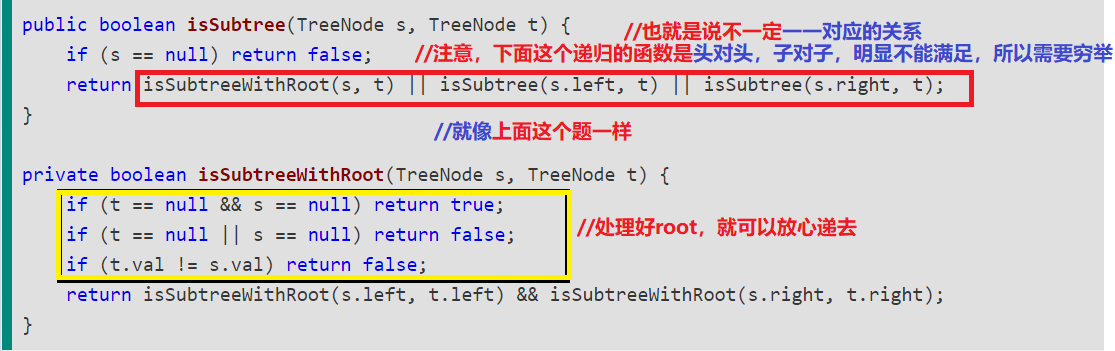 public boolean isSubtree(TreeNode s, TreeNode t) { //也就是说不一定一一对应的关系
if (s == null) return false; //注意，下面这个递归的函数是头对头，子对子，明显不能满足，所以需要穷举
return isSubtreeWithRoot(s, t) || isSubtree(s.left, t) || isSubtree(s.right, t);
}
//就像上面这个题一样
private boolean isSubtreeWithRoot(TreeNode s, TreeNode t) {
if (t == null && s == null) return true;
if (t == null || s == null) return false; //处理好root，就可以放心递去
if (t.val != s.val) return false;
return isSubtreeWithRoot(s.left, t.left) && isSubtreeWithRoot(s.right, t.right);
}